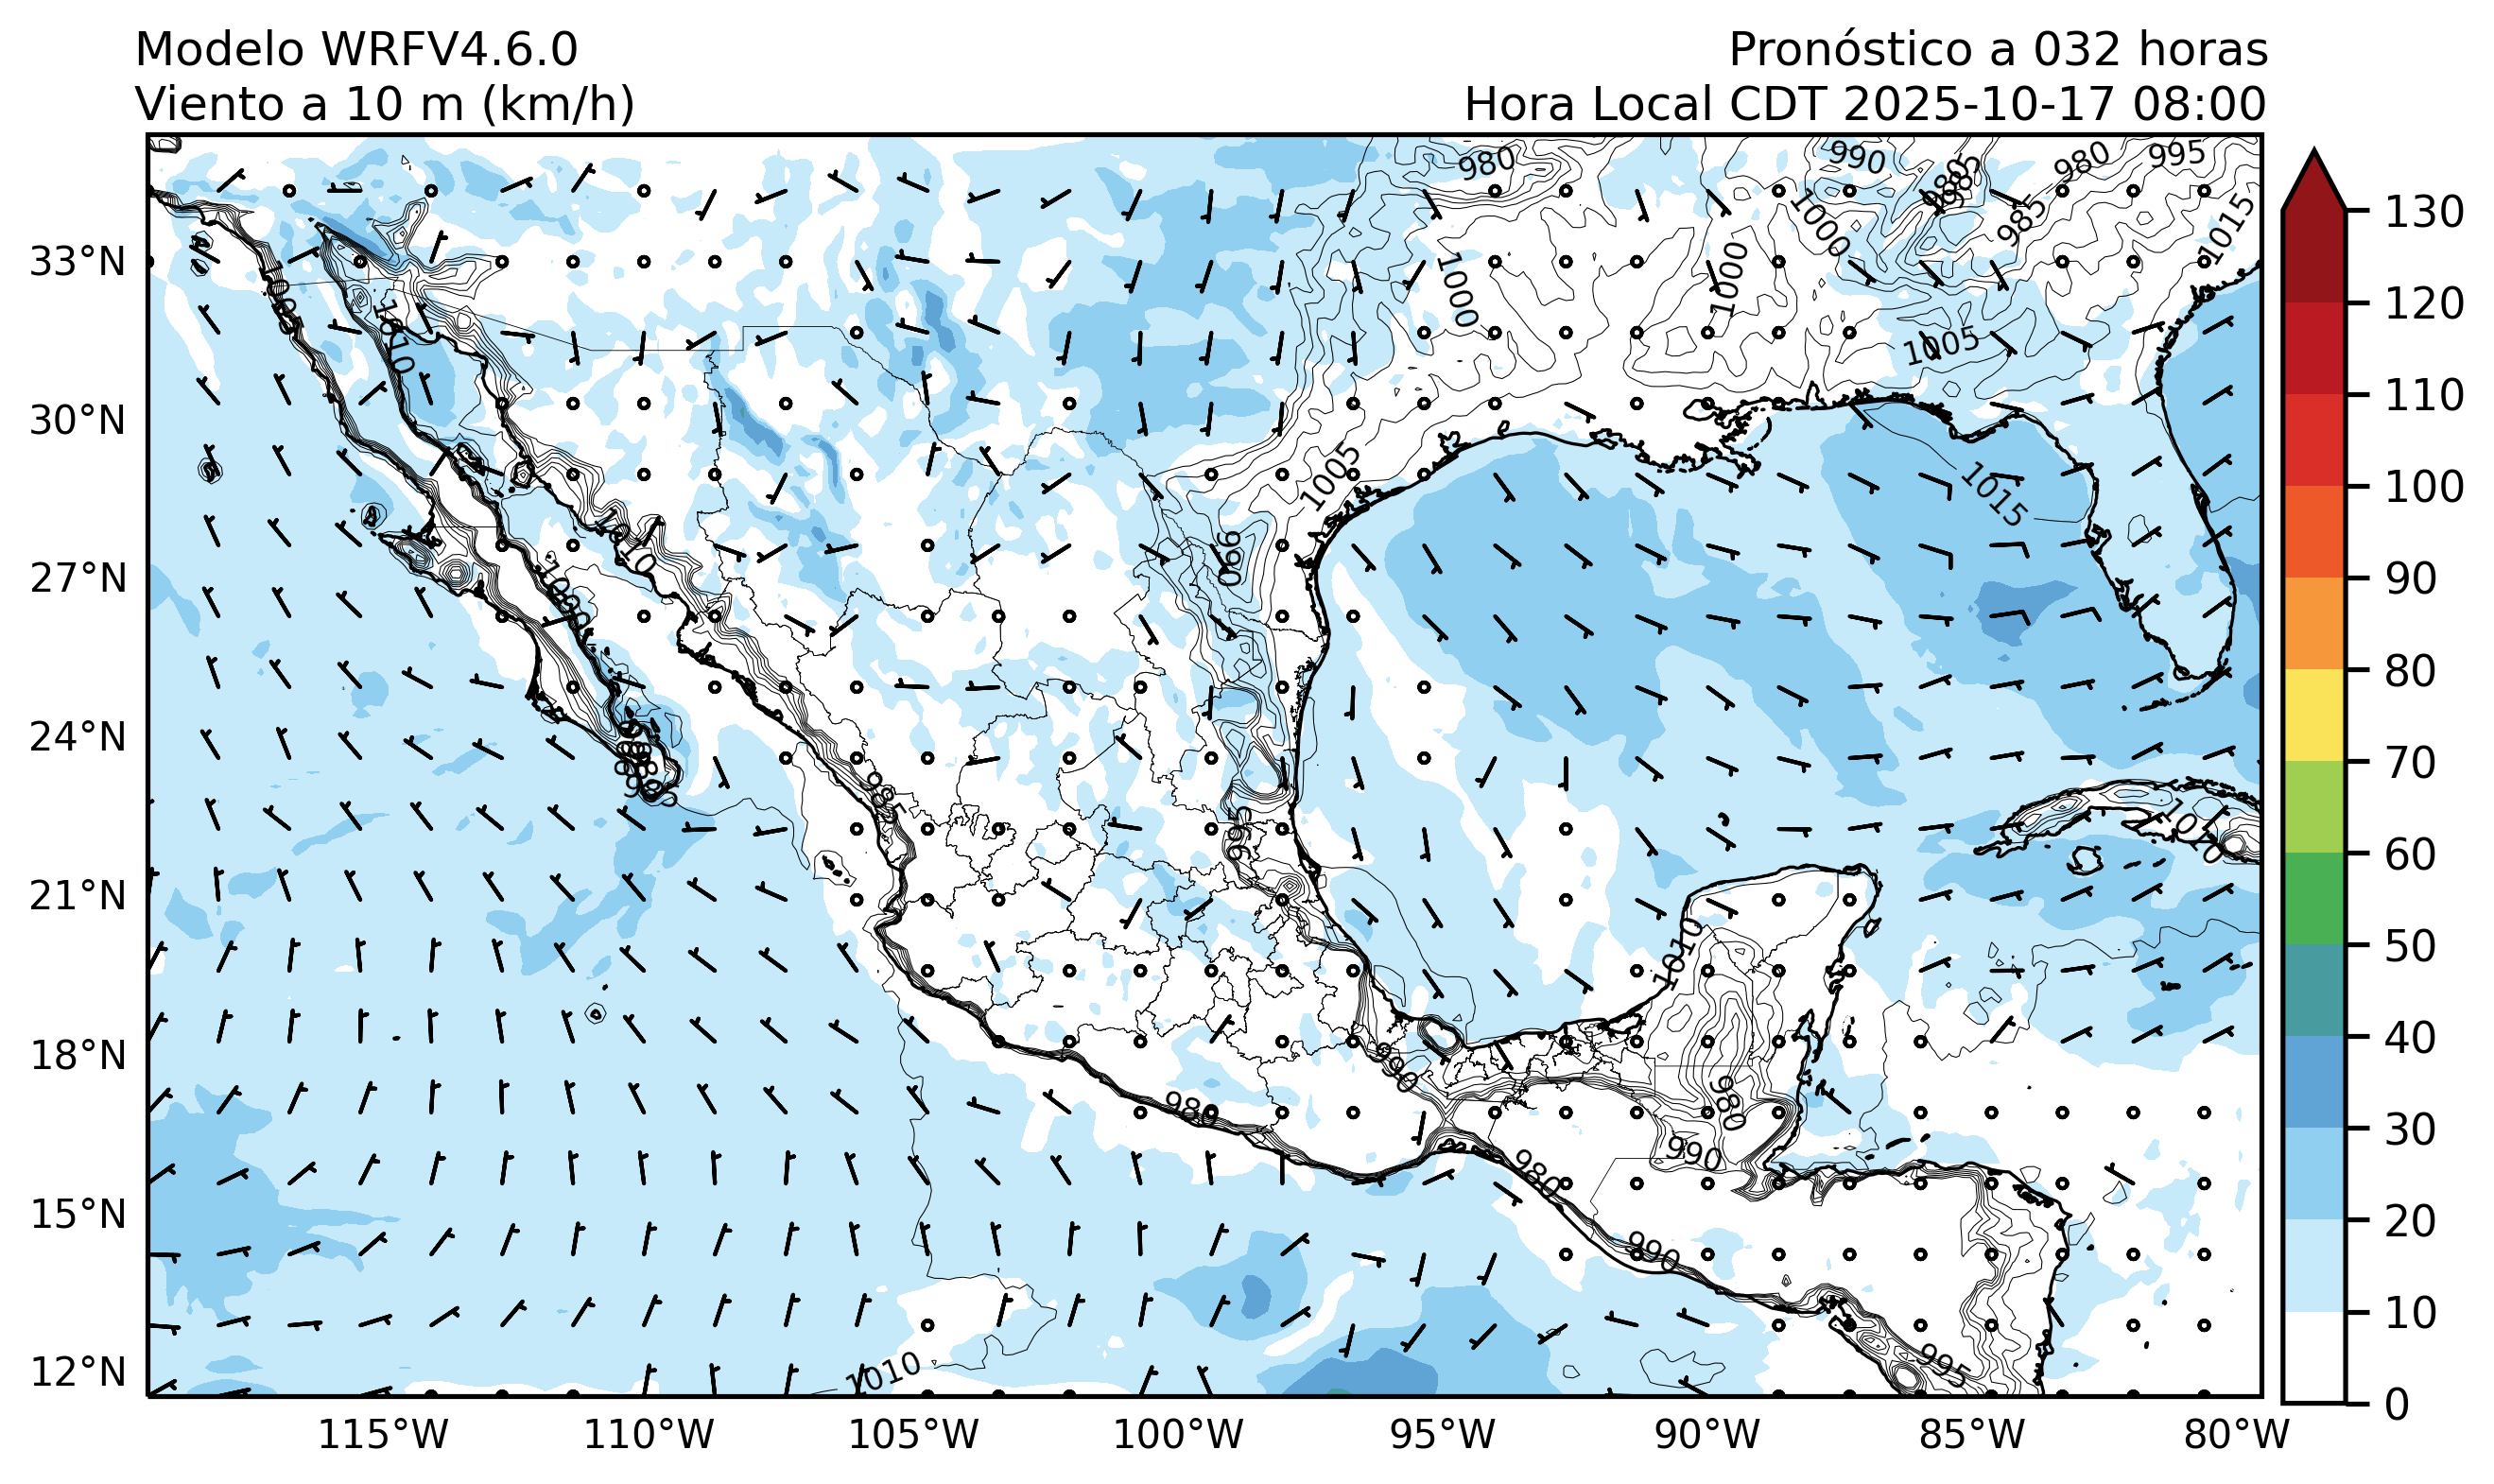 Modelo WRFV4.6.0
Viento a 10 m (km/h)
Pronóstico a 032 horas
Hora Local CDT 2025-10-17 08:00
33°N
30°N
27°N
24°N
21°N
18°N
15°N
12°N
115°W
110°W
105°W
100°W
95°W
90°W
85°W
80°W
130
120
110
100
90
80
70
60
50
40
30
20
10
0
980
990
985
980
995
985
1015
1000
1000
1000
1005
1005
1015
1010
1010
990
985
995
1010
1010
990
980
980
990
980
990
995
1010